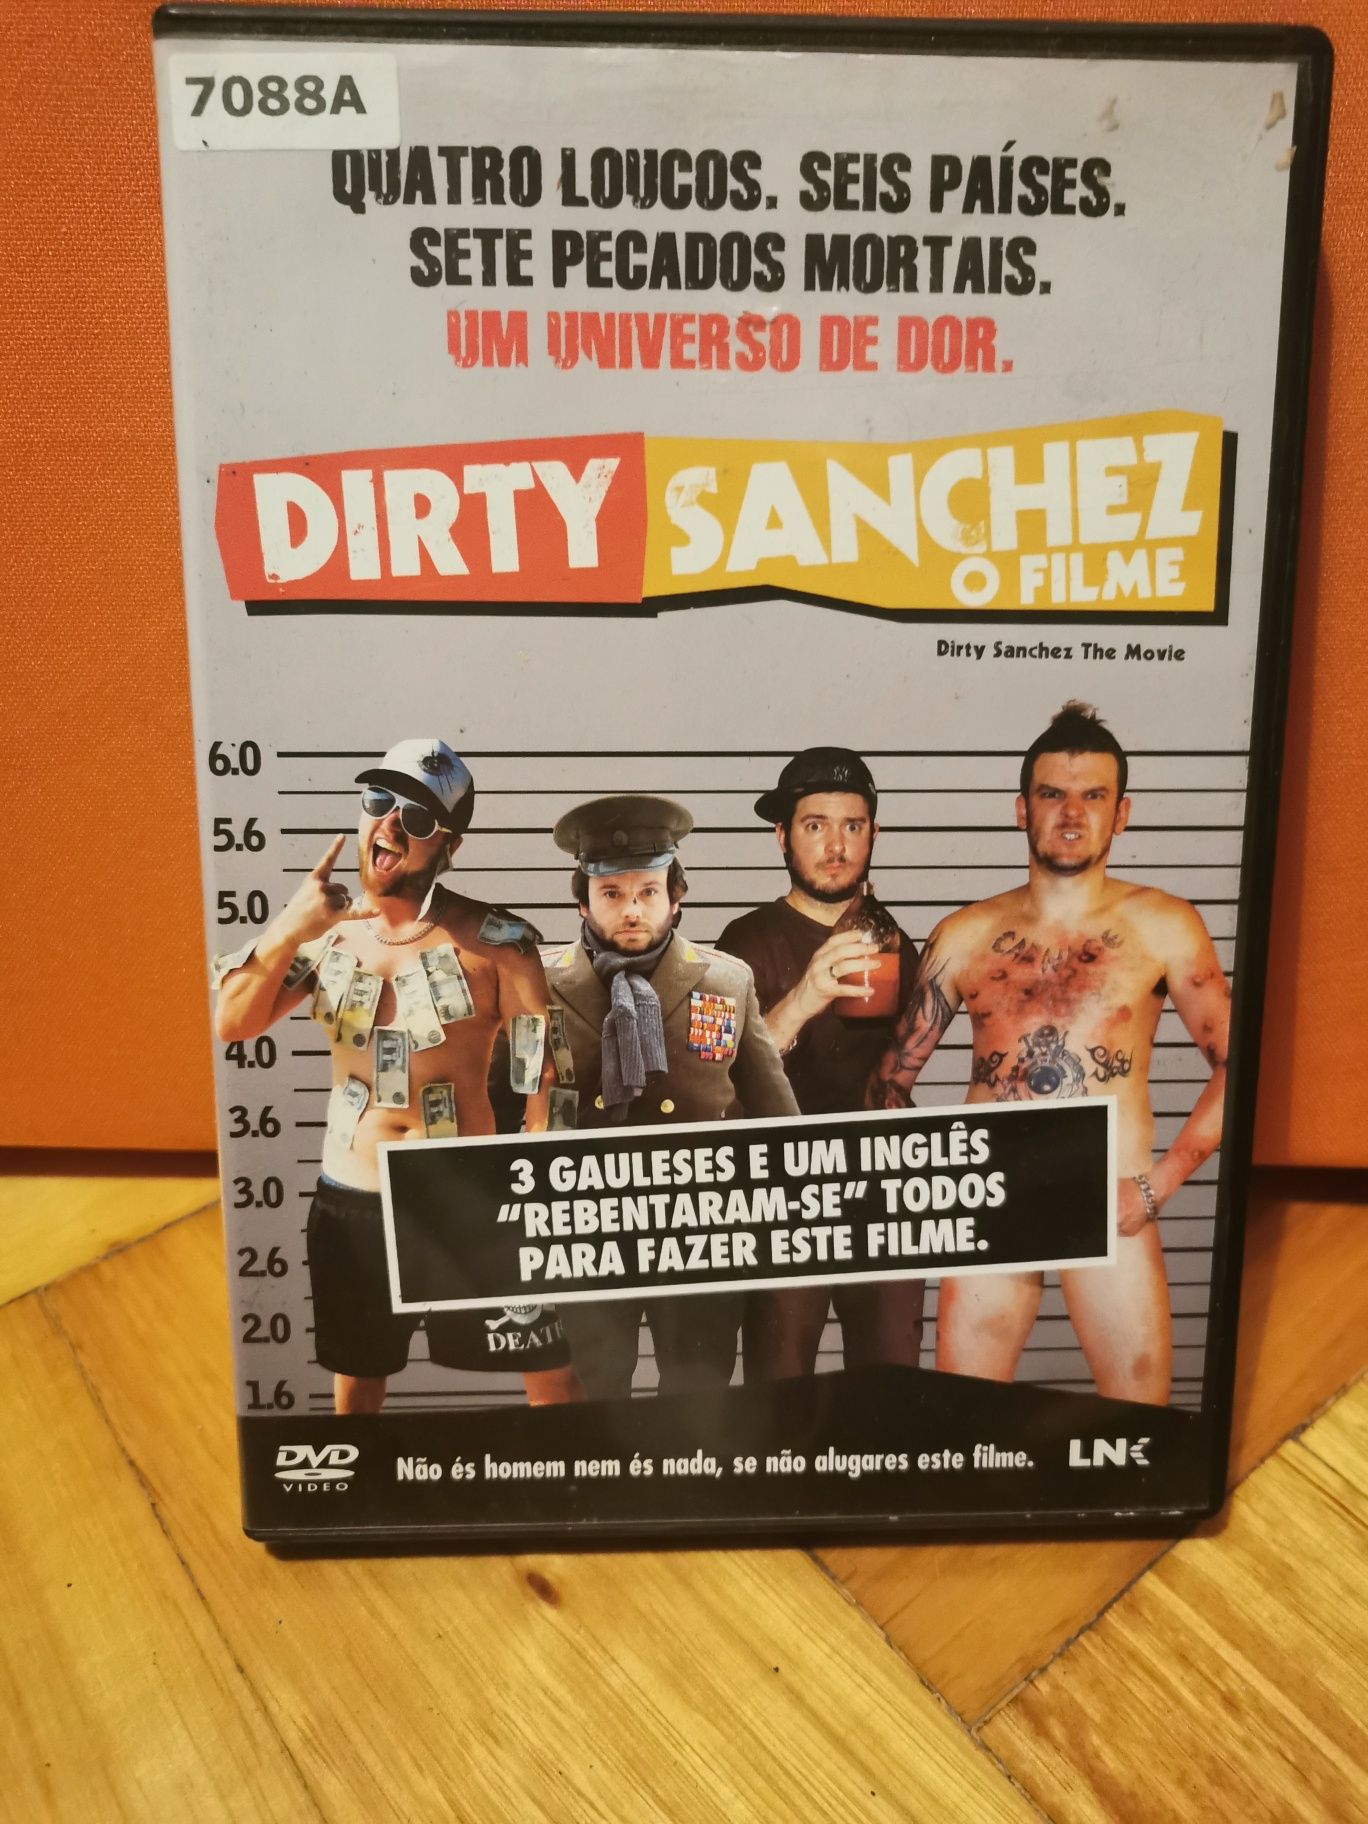 7088A
QUATRO LOUCOS. SEIS PAÍSES.
SETE PECADOS MORTAIS.
UM UNIVERSO DE DOR.
DIRTY SANCHEZ
O FILME
Dirty Sanchez The Movie
6.0
5.6
5.0
4.0
3.6
3.0
2.6
2.0
1.6
CARNAGE
3 GAULESES E UM INGLÊS
"REBENTARAM-SE" TODOS
PARA FAZER ESTE FILME.
DEATH
DVD
VIDEO
Não és homem nem és nada, se não alugares este filme.
LNK